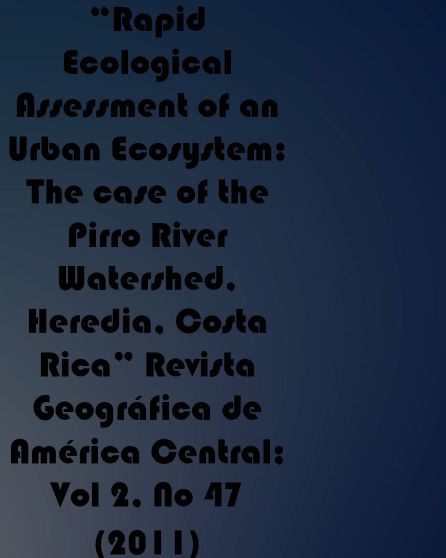 “Rapid
Ecological
Assessment of an
Urban Ecosystem:
The case of the
Pirro River
Watershed,
Heredia, Costa
Rica” Revista
Geográfica de
América Central;
Vol 2, No 47
(2011)